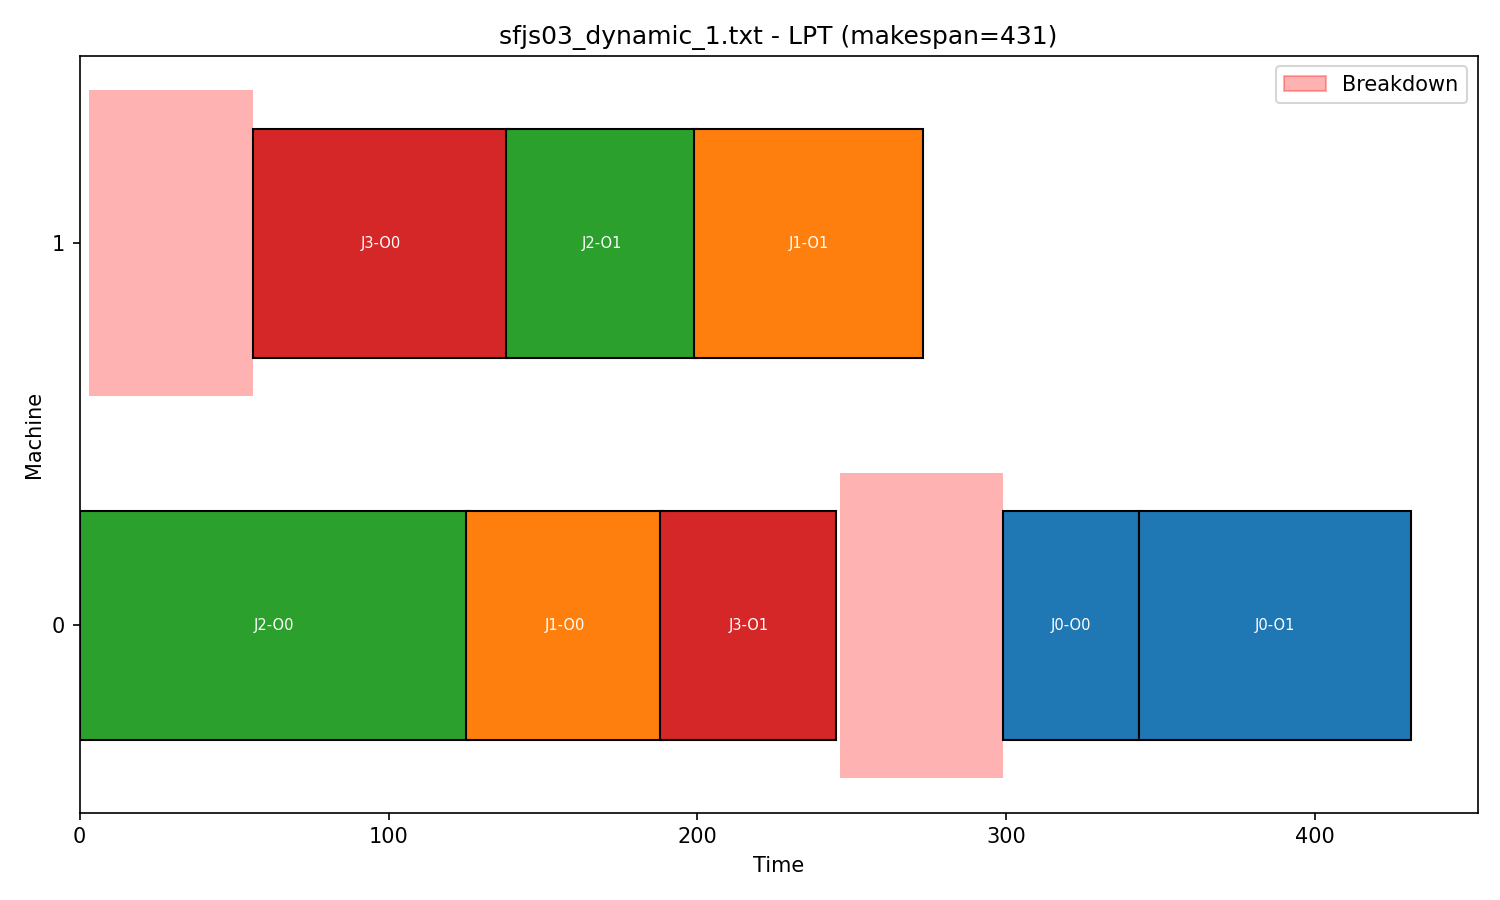 sfjs03_dynamic_1.txt - LPT (makespan=431)
Breakdown
Machine
1
J3-O0
J2-O1
J1-O1
0
J2-O0
J1-O0
J3-O1
J0-O0
J0-O1
0
100
200
300
400
Time